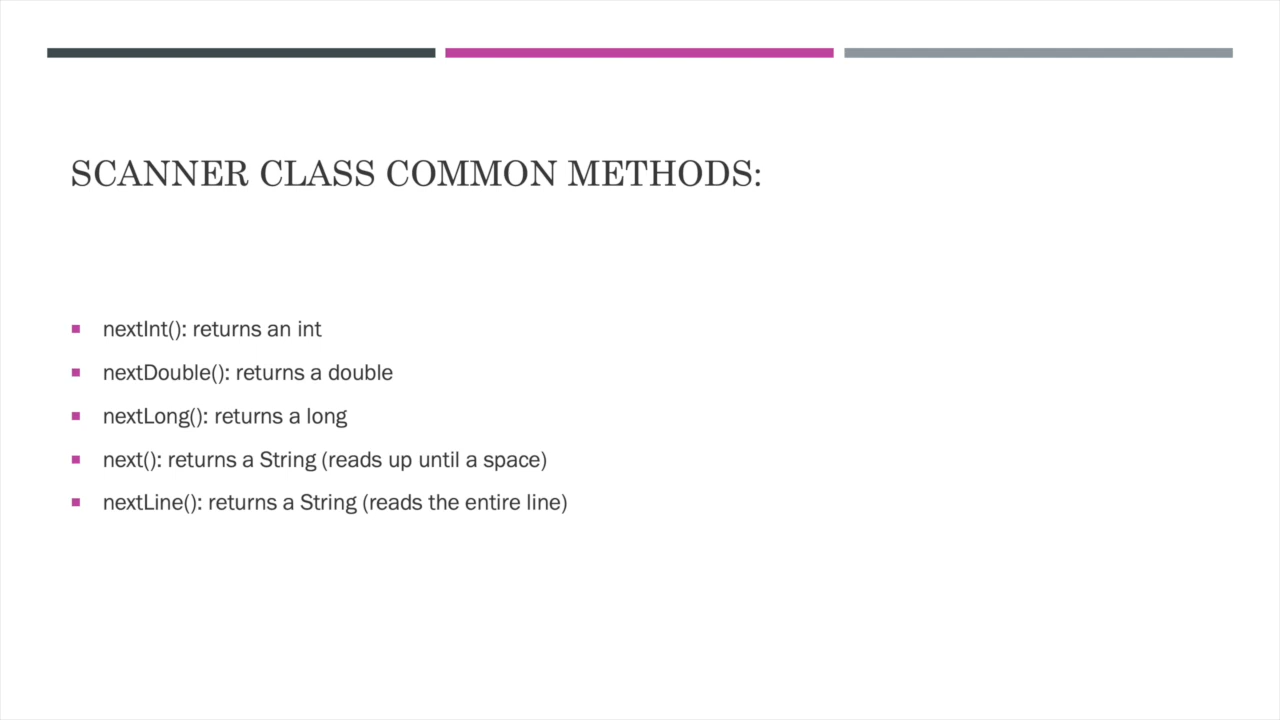 SCANNER CLASS COMMON METHODS:
nextInt(): returns an int
nextDouble(): returns a double
nextLong(): returns a long
next(): returns a String (reads up until a space)
nextLine(): returns a String (reads the entire line)